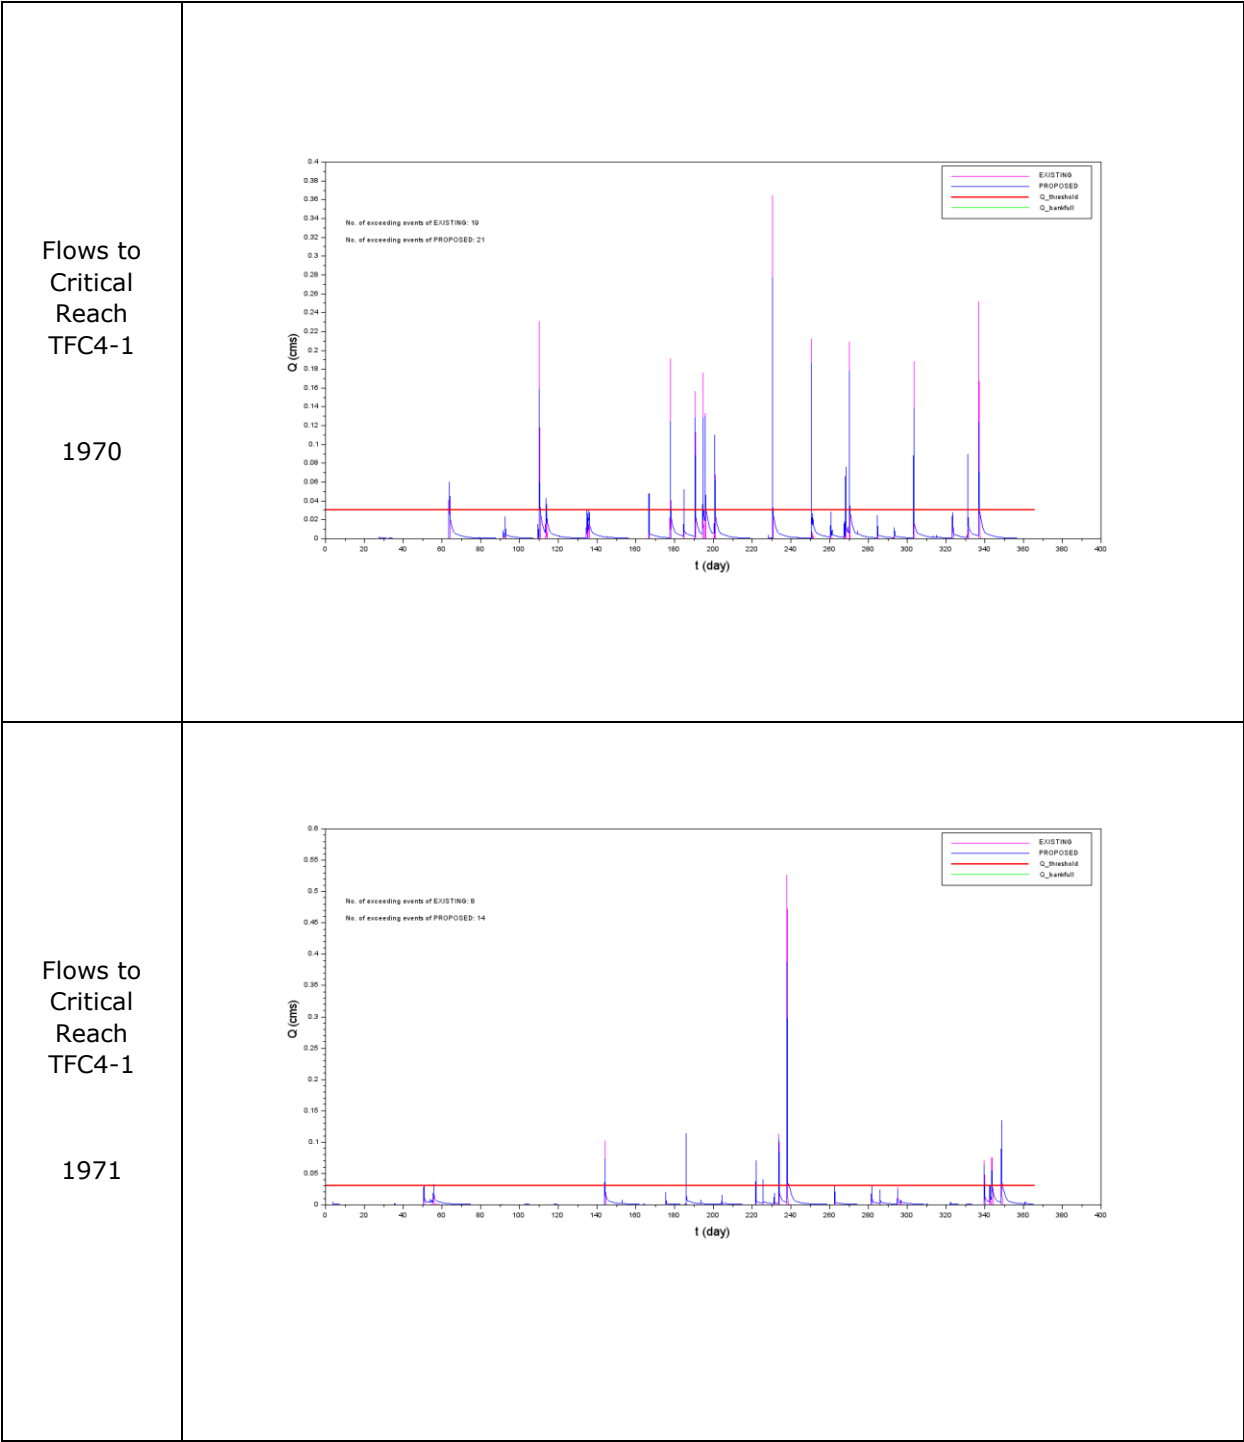 Flows to
Critical
Reach
TFC4-1
1970
0.4
0.38
0.36
0.34
0.32
0.3
0.28
0.26
0.24
0.22
0.2
0.18
0.16
0.14
0.12
0.1
0.08
0.06
0.04
0.02
0
Q (cms)
No. of exceeding events of EXISTING: 19
No. of exceeding events of PROPOSED: 21
EXISTING
PROPOSED
Q_threshold
Q_bankfull
0 20 40 60 80 100 120 140 160 180 200 220 240 260 280 300 320 340 360 380 400
t (day)
Flows to
Critical
Reach
TFC4-1
1971
0.6
0.55
0.5
0.45
0.4
0.35
0.3
0.25
0.2
0.15
0.1
0.05
0
Q (cms)
No. of exceeding events of EXISTING: 8
No. of exceeding events of PROPOSED: 14
EXISTING
PROPOSED
Q_threshold
Q_bankfull
0 20 40 60 80 100 120 140 160 180 200 220 240 260 280 300 320 340 360 380 400
t (day)